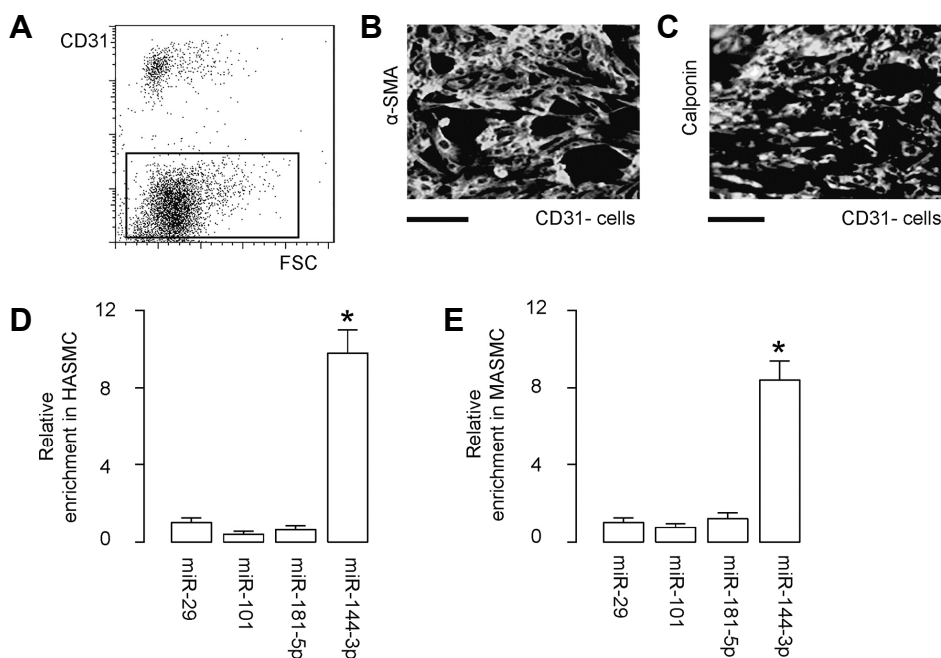 A
CD31
FSC
B
α-SMA
CD31- cells
C
Calponin
CD31- cells
D
Relative
enrichment in HASMC
12
8
4
0
*
miR-29
miR-101
miR-181-5p
miR-144-3p
E
Relative
enrichment in MASMC
12
8
4
0
*
miR-29
miR-101
miR-181-5p
miR-144-3p